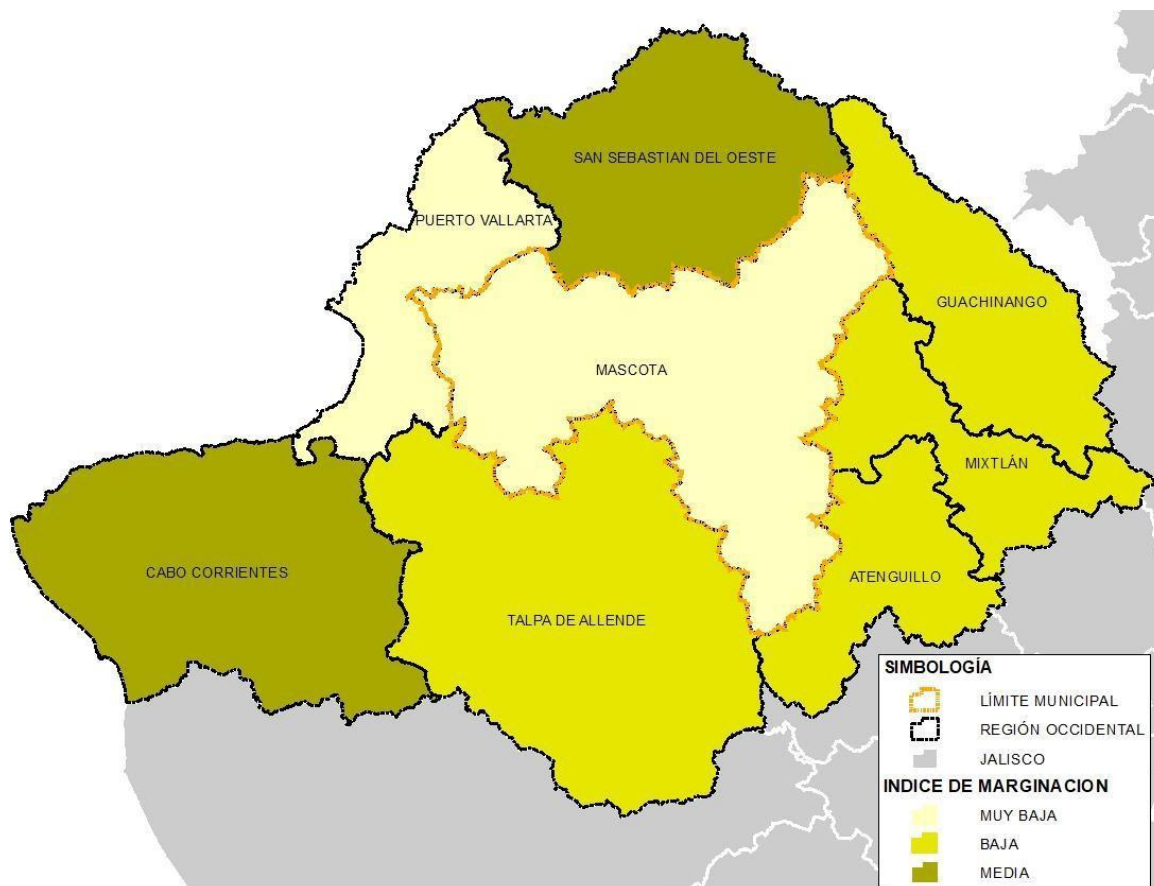 SAN SEBASTIAN DEL OESTE
PUERTO VALLARTA
GUACHINANGO
MASCOTA
MIXTLÁN
CABO CORRIENTES
ATENGUILLO
TALPA DE ALLENDE
SIMBOLOGÍA
LÍMITE MUNICIPAL
REGIÓN OCCIDENTAL
JALISCO
INDICE DE MARGINACION
MUY BAJA
BAJA
MEDIA